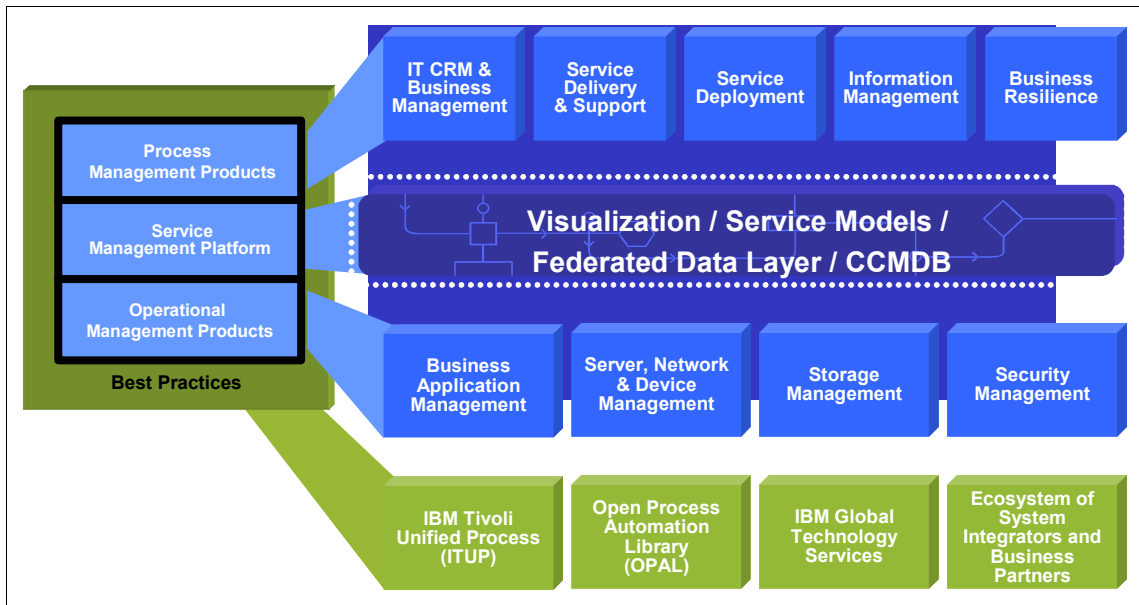 Process
Management Products
Service
Management Platform
Operational
Management Products
Best Practices
IT CRM &
Business
Management
Service
Delivery
& Support
Service
Deployment
Information
Management
Business
Resilience
Visualization / Service Models /
Federated Data Layer / CCMDB
Business
Application
Management
Server, Network
& Device
Management
Storage
Management
Security
Management
IBM Tivoli
Unified Process
(ITUP)
Open Process
Automation
Library
(OPAL)
IBM Global
Technology
Services
Ecosystem of
System
Integrators and
Business
Partners